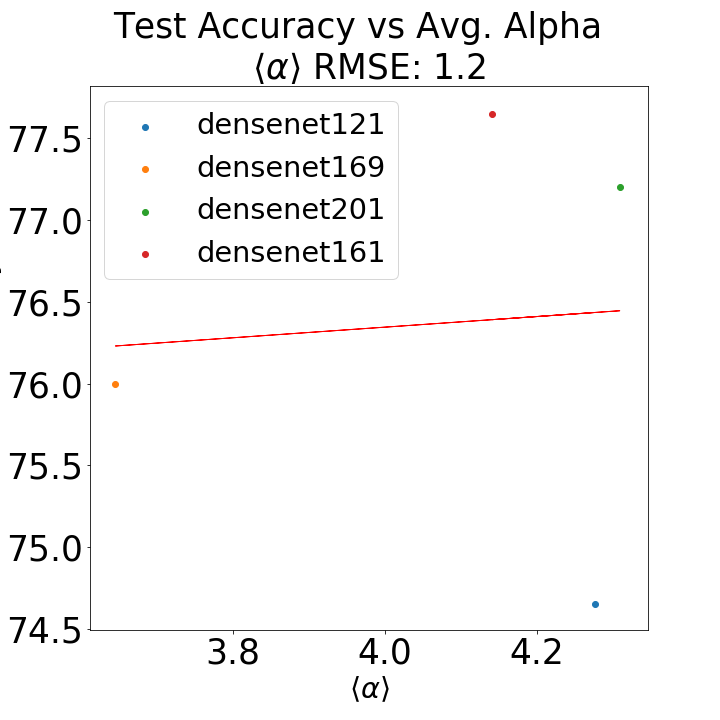 Test Accuracy vs Avg. Alpha
⟨α⟩ RMSE: 1.2
densenet121
densenet169
densenet201
densenet161
77.5
77.0
76.5
76.0
75.5
75.0
74.5
3.8 4.0 4.2
⟨α⟩